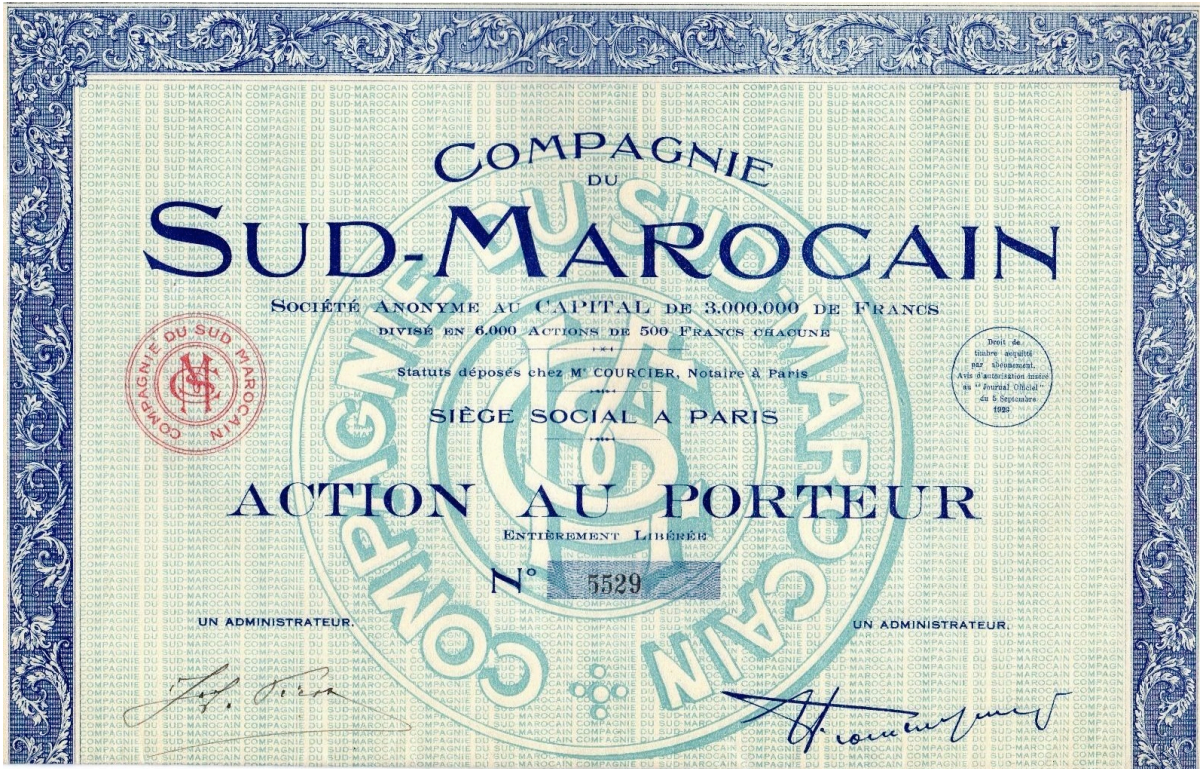 COMPAGNIE
DU
SUD-MAROCAIN
SOCIÉTÉ ANONYME AU CAPITAL DE 3.000.000 DE FRANCS
DIVISÉ EN 6.000 ACTIONS DE 500 FRANCS CHACUNE
Statuts déposés chez Me COURCIER, Notaire à Paris
SIÈGE SOCIAL A PARIS
COMPAGNIE DU SUD MAROCAIN
Droit de
timbre acquitté
par abonnement.
Avis d'autorisation inséré
au "Journal Officiel"
du 5 Septembre
ACTION AU PORTEUR
ENTIÈREMENT LIBÉRÉE
N° 5529
COMPAGNIE DU SUD-MAROCAIN
UN ADMINISTRATEUR.
UN ADMINISTRATEUR.